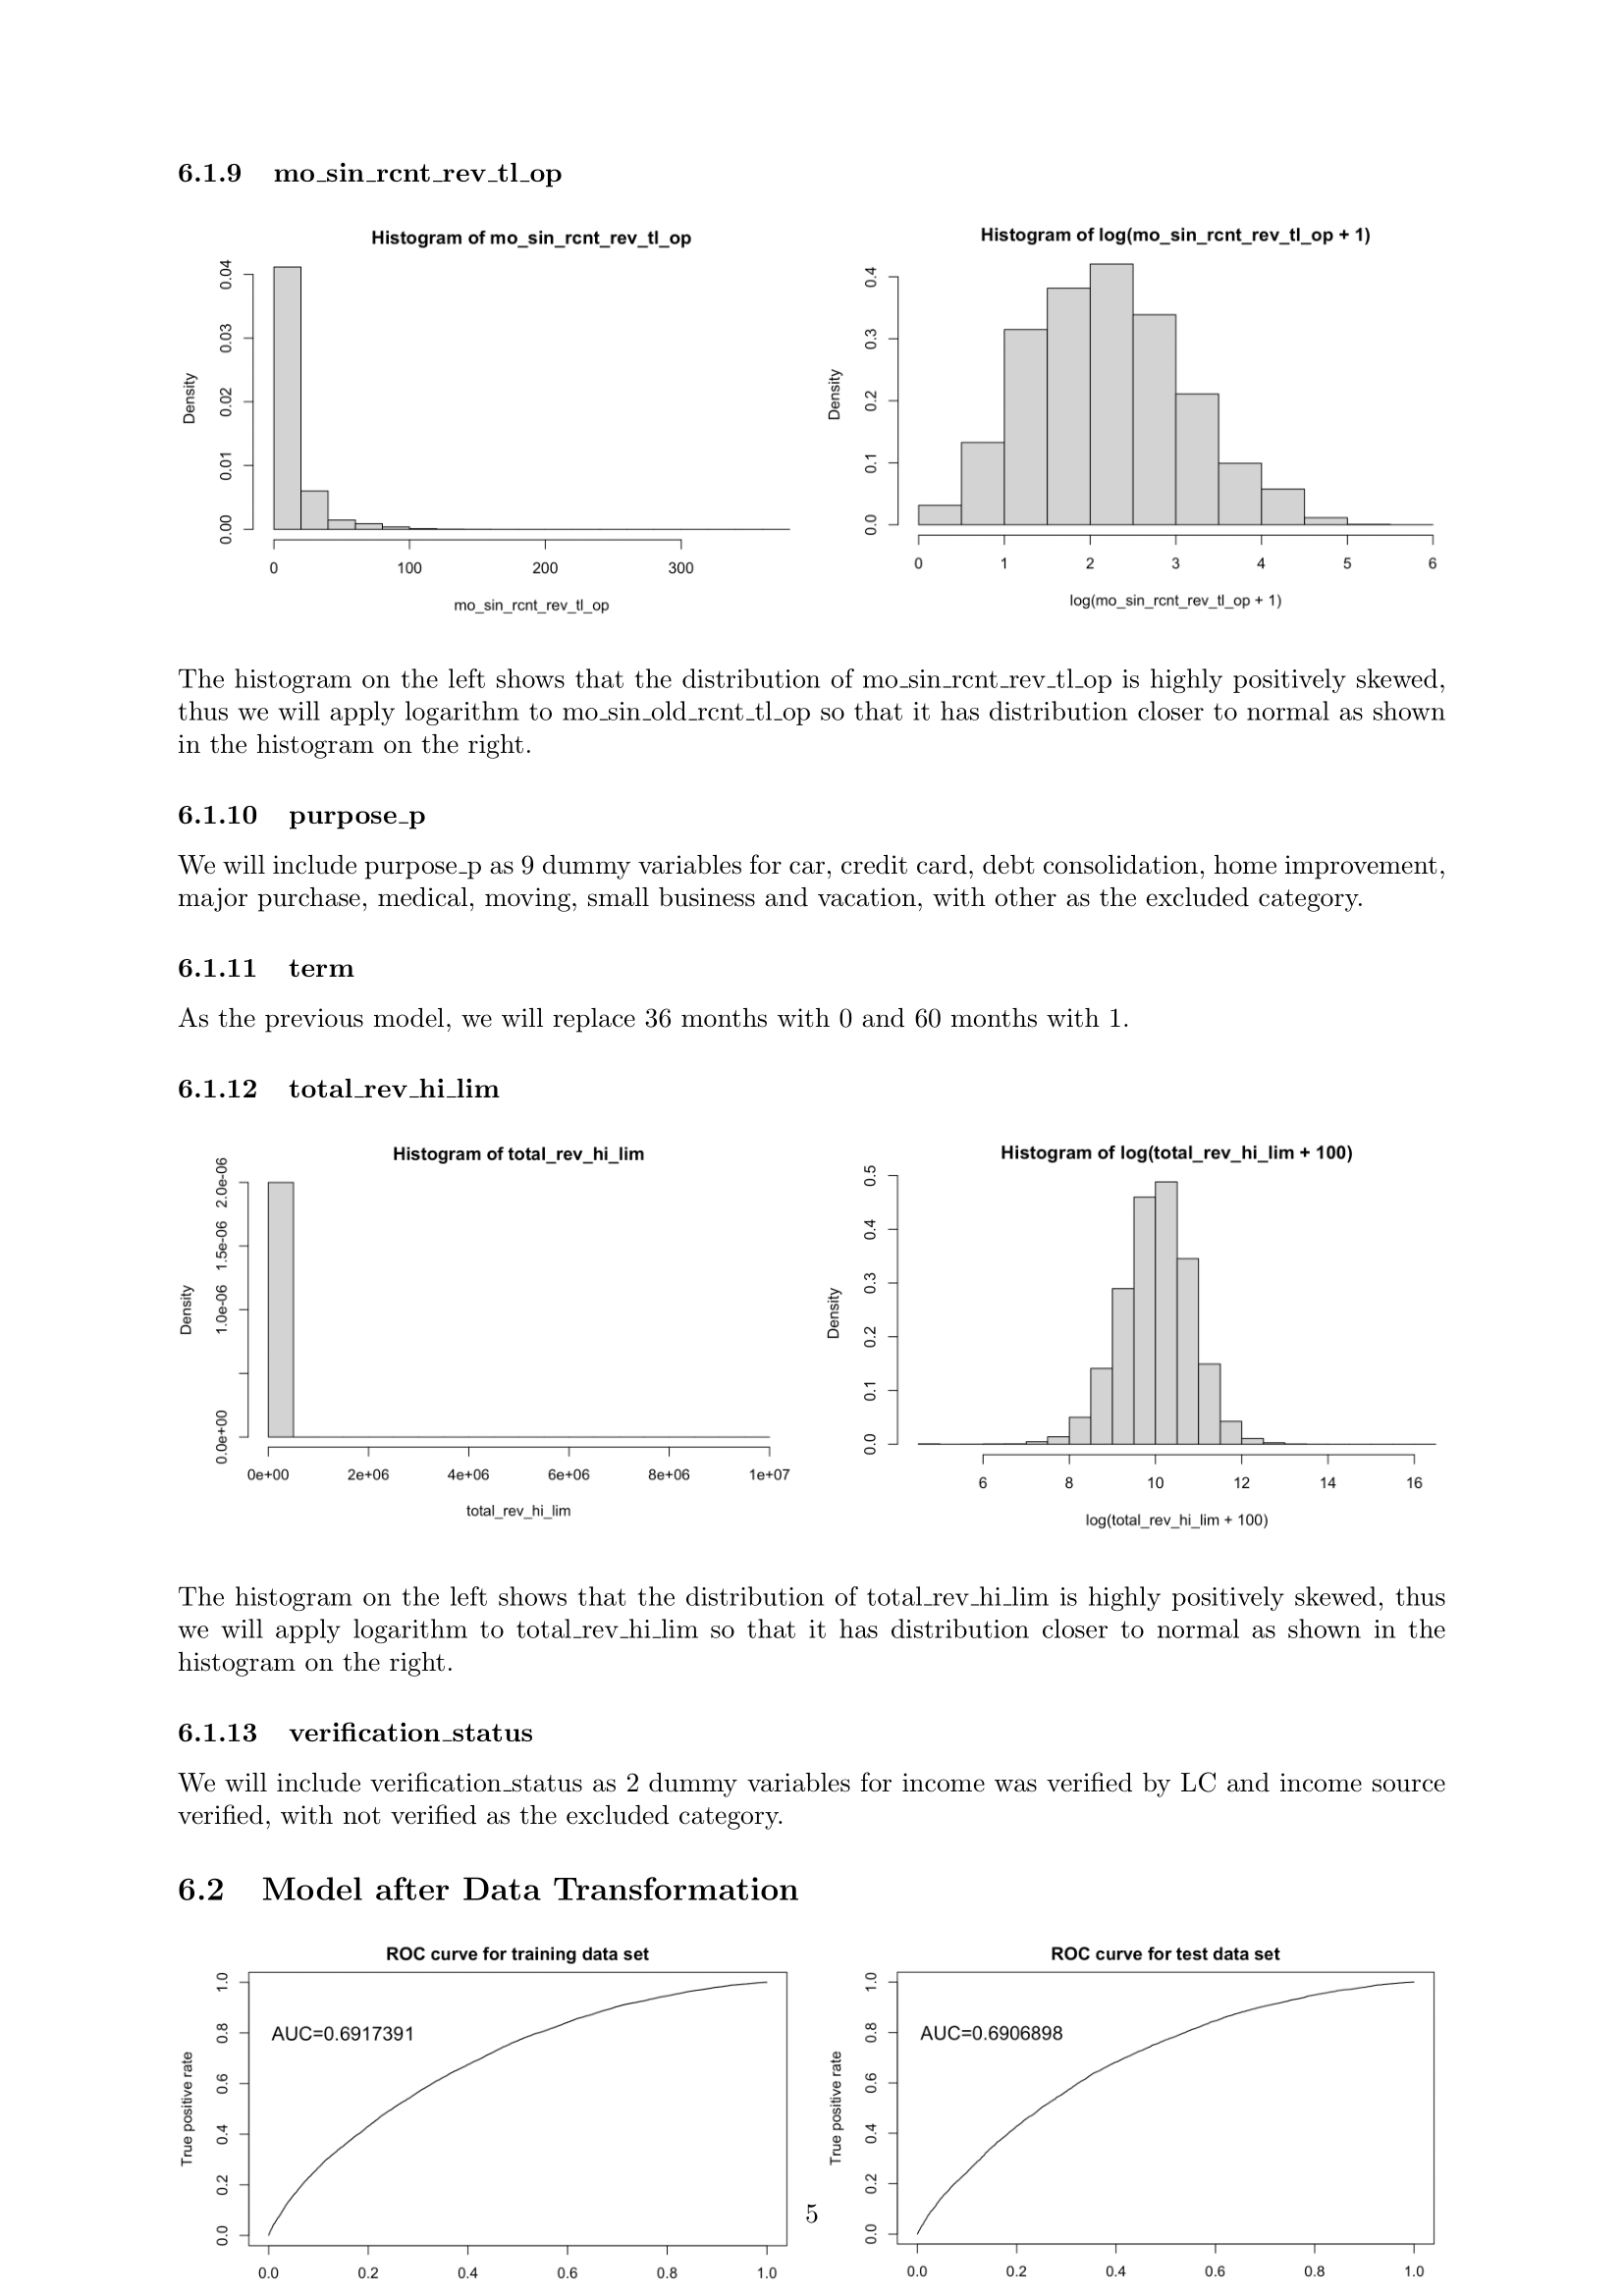 6.1.9 mo_sin_rcnt_rev_tl_op
Histogram of mo_sin_rcnt_rev_tl_op
Density
0.00 0.01 0.02 0.03 0.04
0 100 200 300
mo_sin_rcnt_rev_tl_op
Histogram of log(mo_sin_rcnt_rev_tl_op + 1)
Density
0.0 0.1 0.2 0.3 0.4
0 1 2 3 4 5 6
log(mo_sin_rcnt_rev_tl_op + 1)
The histogram on the left shows that the distribution of mo_sin_rcnt_rev_tl_op is highly positively skewed,
thus we will apply logarithm to mo_sin_old_rcnt_tl_op so that it has distribution closer to normal as shown
in the histogram on the right.
6.1.10 purpose_p
We will include purpose_p as 9 dummy variables for car, credit card, debt consolidation, home improvement,
major purchase, medical, moving, small business and vacation, with other as the excluded category.
6.1.11 term
As the previous model, we will replace 36 months with 0 and 60 months with 1.
6.1.12 total_rev_hi_lim
Histogram of total_rev_hi_lim
Density
0.0e+00 1.0e-06 1.5e-06 2.0e-06
0e+00 2e+06 4e+06 6e+06 8e+06 1e+07
total_rev_hi_lim
Histogram of log(total_rev_hi_lim + 100)
Density
0.0 0.1 0.2 0.3 0.4 0.5
6 8 10 12 14 16
log(total_rev_hi_lim + 100)
The histogram on the left shows that the distribution of total_rev_hi_lim is highly positively skewed, thus
we will apply logarithm to total_rev_hi_lim so that it has distribution closer to normal as shown in the
histogram on the right.
6.1.13 verification_status
We will include verification_status as 2 dummy variables for income was verified by LC and income source
verified, with not verified as the excluded category.
6.2 Model after Data Transformation
ROC curve for training data set
AUC=0.6917391
True positive rate
0.0 0.2 0.4 0.6 0.8 1.0
0.0 0.2 0.4 0.6 0.8 1.0
ROC curve for test data set
AUC=0.6906898
True positive rate
0.0 0.2 0.4 0.6 0.8 1.0
0.0 0.2 0.4 0.6 0.8 1.0
5